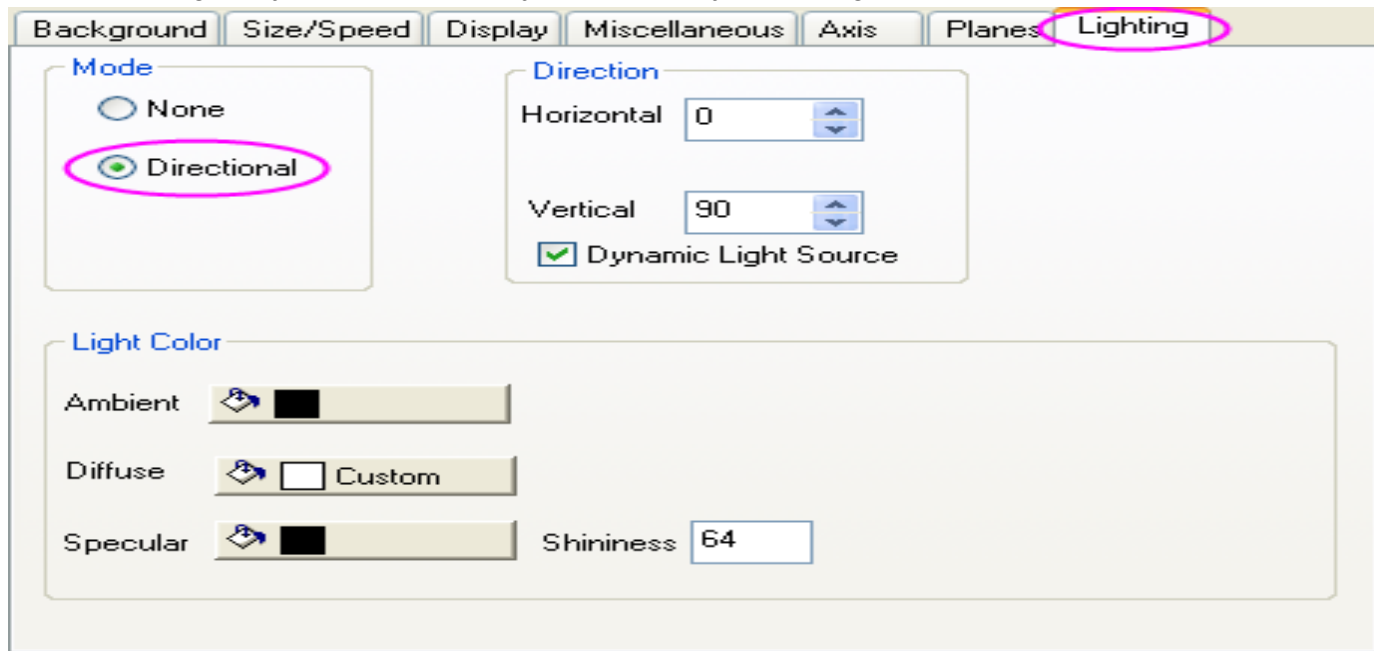 Background Size/Speed Display Miscellaneous Axis Planes Lighting
Mode
None
Directional
Direction
Horizontal 0
Vertical 90
Dynamic Light Source
Light Color
Ambient
Diffuse Custom
Specular Shininess 64